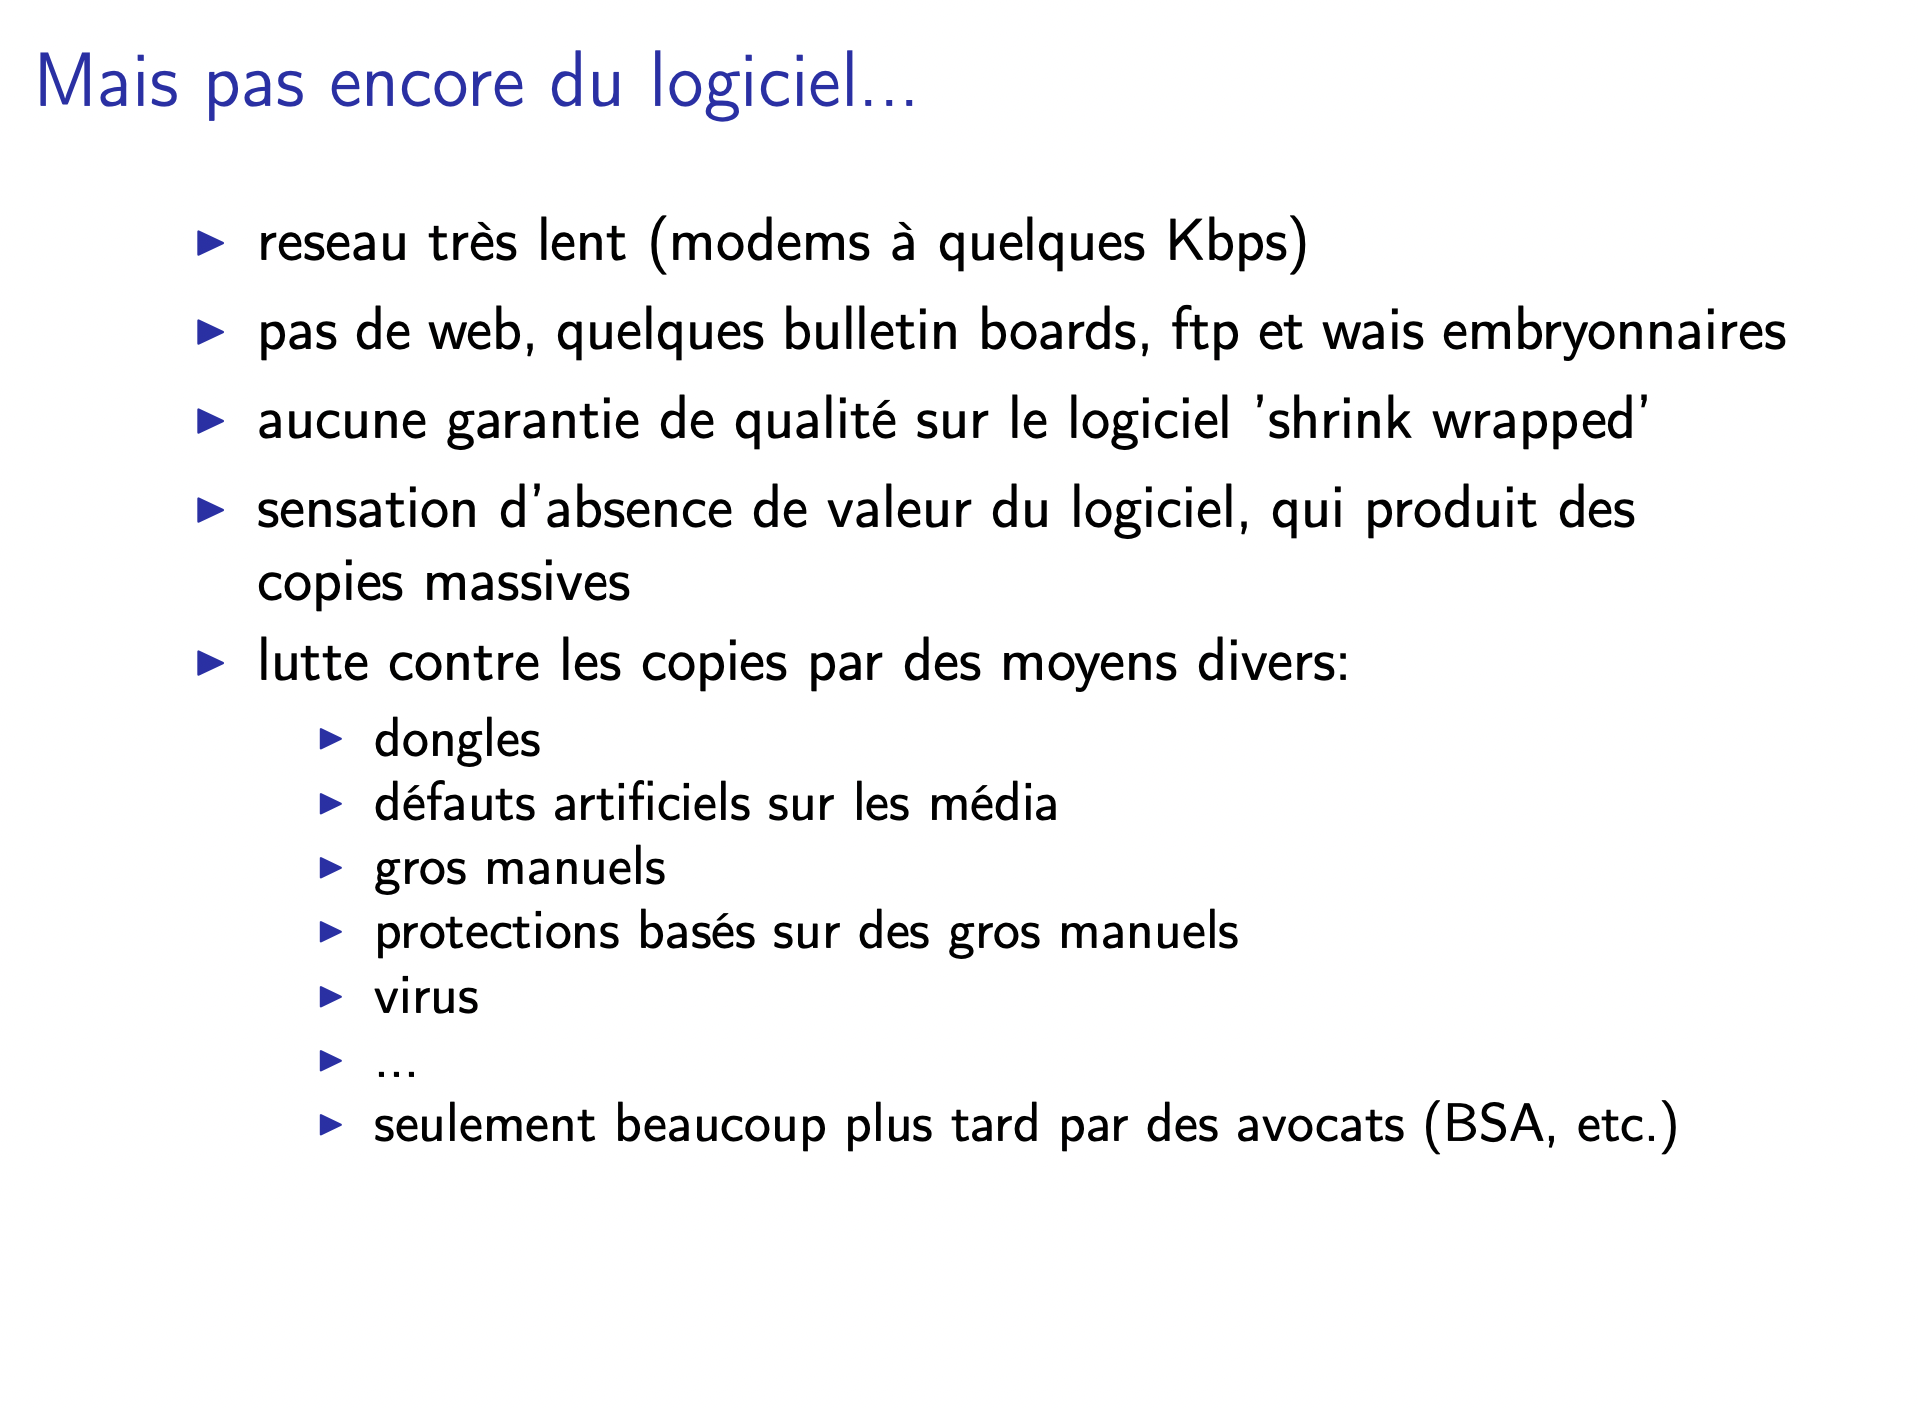 Mais pas encore du logiciel...
reseau très lent (modems à quelques Kbps)
pas de web, quelques bulletin boards, ftp et wais embryonnaires
aucune garantie de qualité sur le logiciel 'shrink wrapped'
sensation d'absence de valeur du logiciel, qui produit des
copies massives
lutte contre les copies par des moyens divers:
dongles
défauts artificiels sur les média
gros manuels
protections basés sur des gros manuels
virus
...
seulement beaucoup plus tard par des avocats (BSA, etc.)